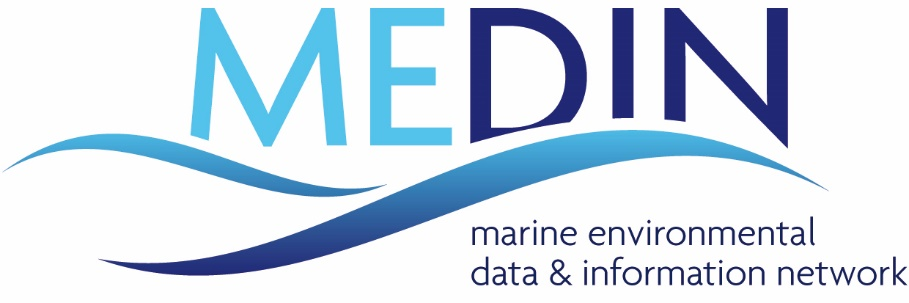 MEDIN
marine environmental
data & information network